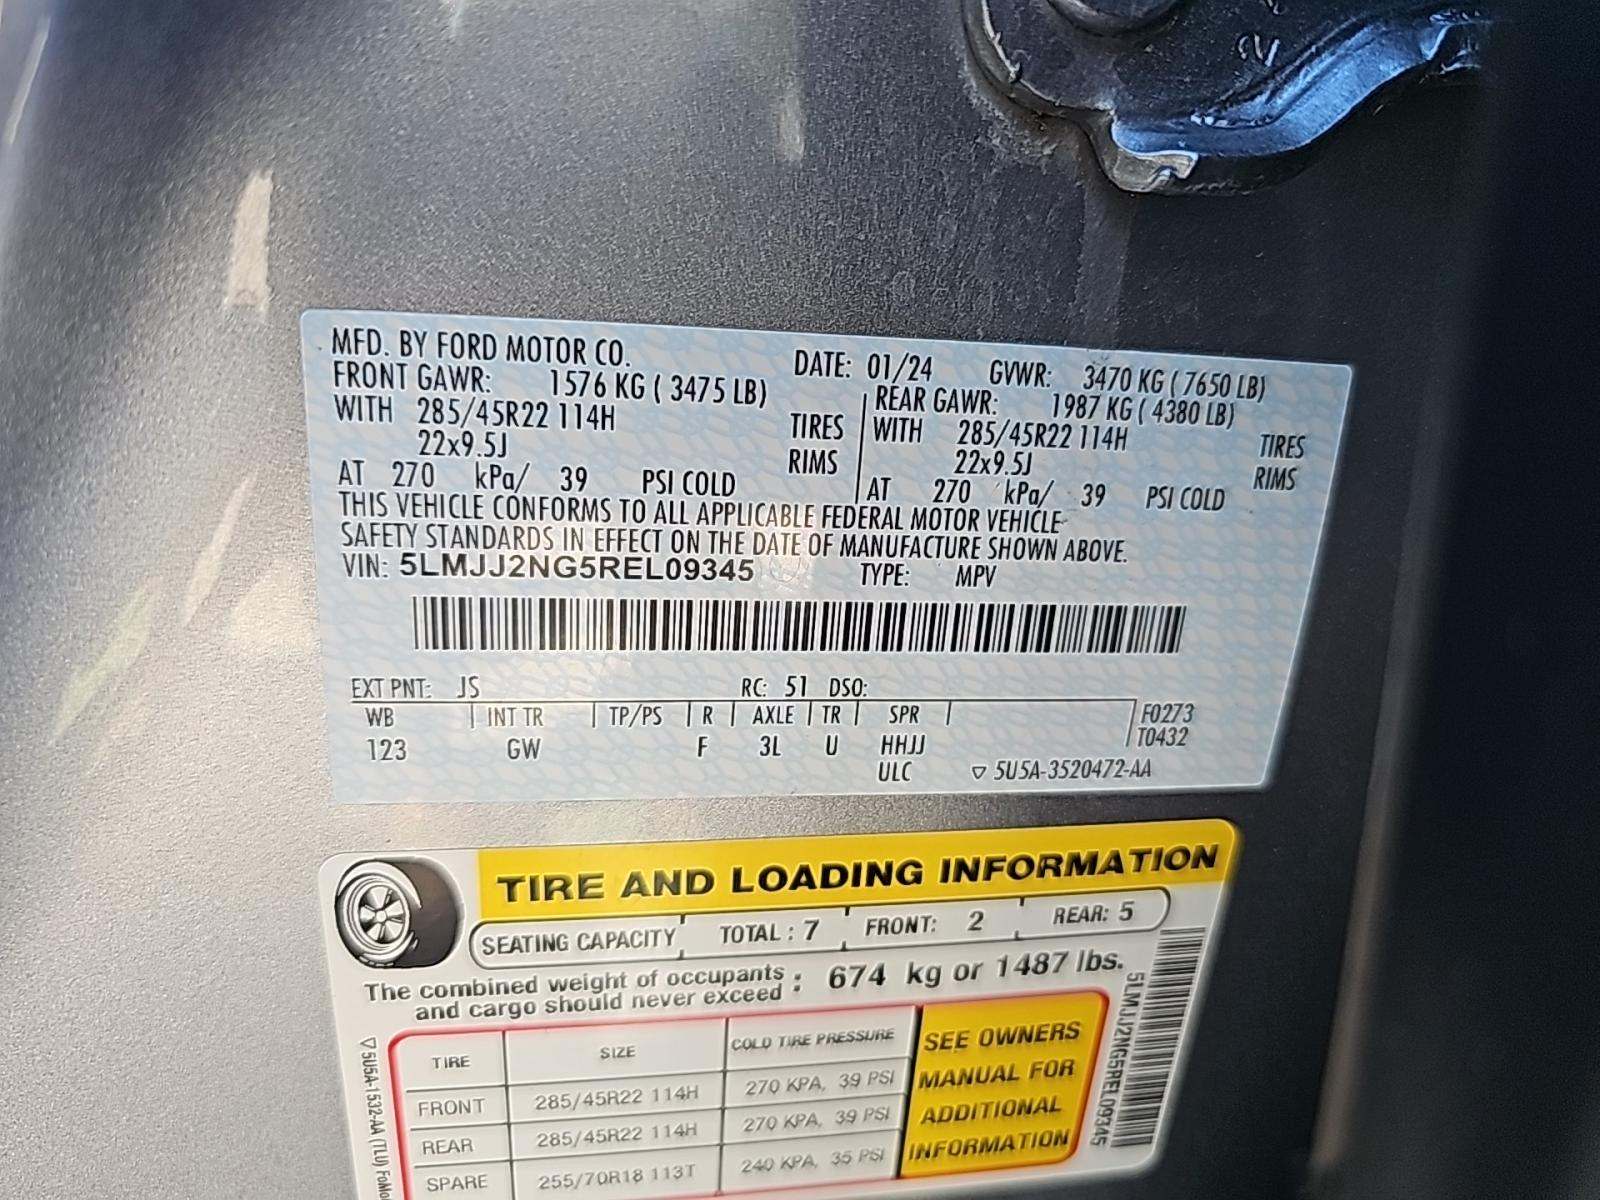 MFD. BY FORD MOTOR CO. DATE: 01/24 GVWR: 3470 KG ( 7650 LB)
FRONT GAWR: 1576 KG ( 3475 LB) REAR GAWR: 1987 KG ( 4380 LB)
WITH 285/45R22 114H TIRES WITH 285/45R22 114H TIRES
22x9.5J RIMS 22x9.5J RIMS
AT 270 kPa/ 39 PSI COLD AT 270 kPa/ 39 PSI COLD
THIS VEHICLE CONFORMS TO ALL APPLICABLE FEDERAL MOTOR VEHICLE
SAFETY STANDARDS IN EFFECT ON THE DATE OF MANUFACTURE SHOWN ABOVE.
VIN: 5LMJJ2NG5REL09345 TYPE: MPV
EXT PNT: JS RC: 51 DSO:
WB INT TR TP/PS R AXLE TR SPR F0273
123 GW F 3L U HHJJ T0432
ULC ▽ 5U5A-3520472-AA
TIRE AND LOADING INFORMATION
SEATING CAPACITY TOTAL : 7 FRONT: 2 REAR: 5
The combined weight of occupants
and cargo should never exceed : 674 kg or 1487 lbs.
TIRE SIZE COLD TIRE PRESSURE
FRONT 285/45R22 114H 270 KPA, 39 PSI
REAR 285/45R22 114H 270 KPA, 39 PSI
SPARE 255/70R18 113T 240 KPA, 35 PSI
SEE OWNERS
MANUAL FOR
ADDITIONAL
INFORMATION
5LMJJ2NG5REL09345
▽5U5A-1532-AA (TLU)